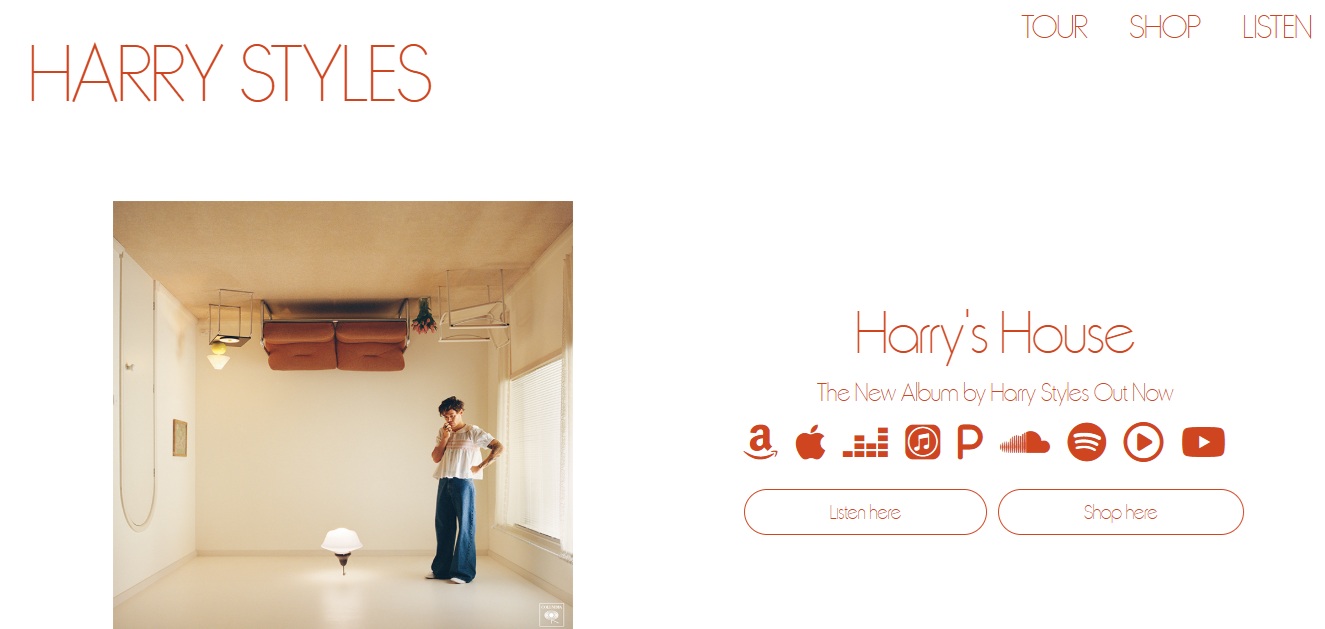 TOUR SHOP LISTEN
HARRY STYLES
Harry's House
The New Album by Harry Styles Out Now
Listen here
Shop here